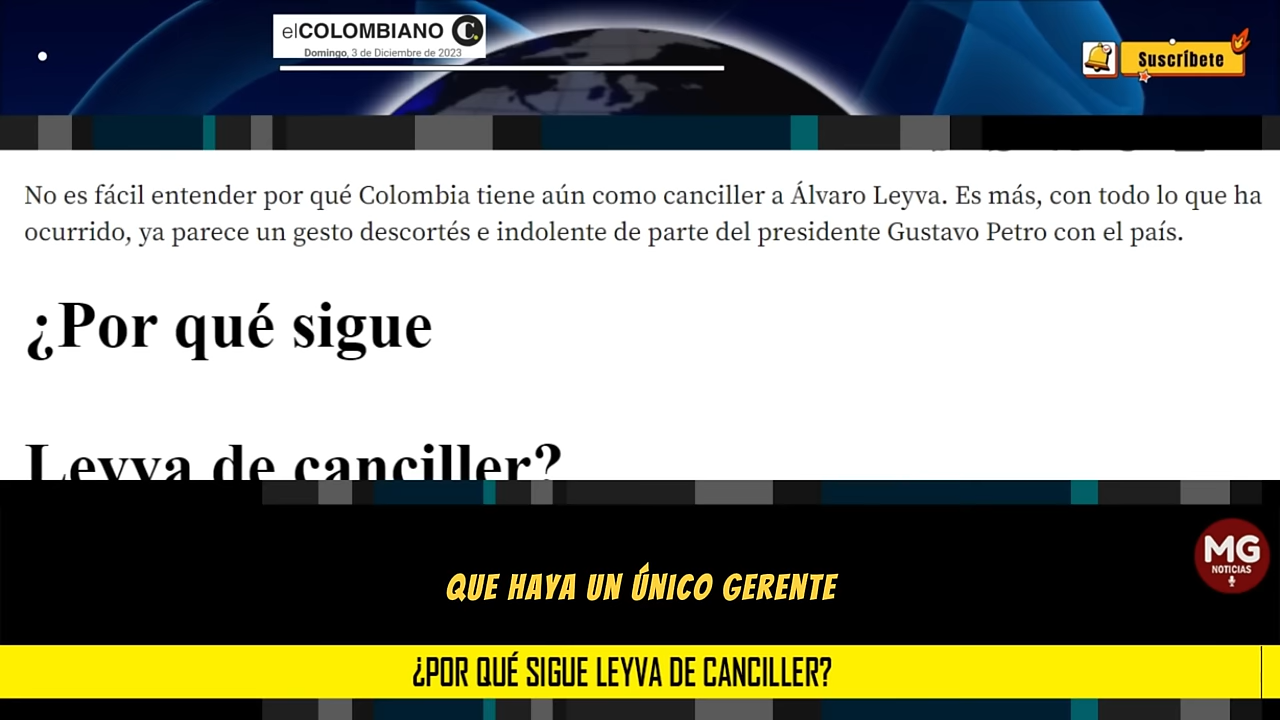 elCOLOMBIANO C.
Domingo, 3 de Diciembre de 2023
Suscríbete
No es fácil entender por qué Colombia tiene aún como canciller a Álvaro Leyva. Es más, con todo lo que ha
ocurrido, ya parece un gesto descortés e indolente de parte del presidente Gustavo Petro con el país.
¿Por qué sigue
Leyva de canciller?
QUE HAYA UN ÚNICO GERENTE
MG
NOTICIAS
¿POR QUÉ SIGUE LEYVA DE CANCILLER?